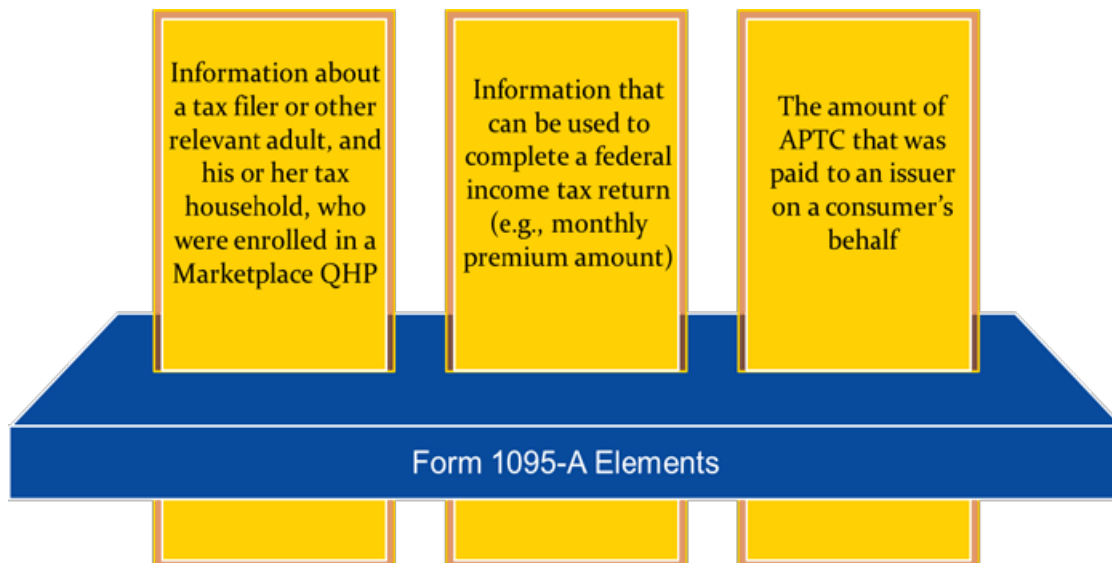 Information about
a tax filer or other
relevant adult, and
his or her tax
household, who
were enrolled in a
Marketplace QHP
Information that
can be used to
complete a federal
income tax return
(e.g., monthly
premium amount)
The amount of
APTC that was
paid to an issuer
on a consumer’s
behalf
Form 1095-A Elements